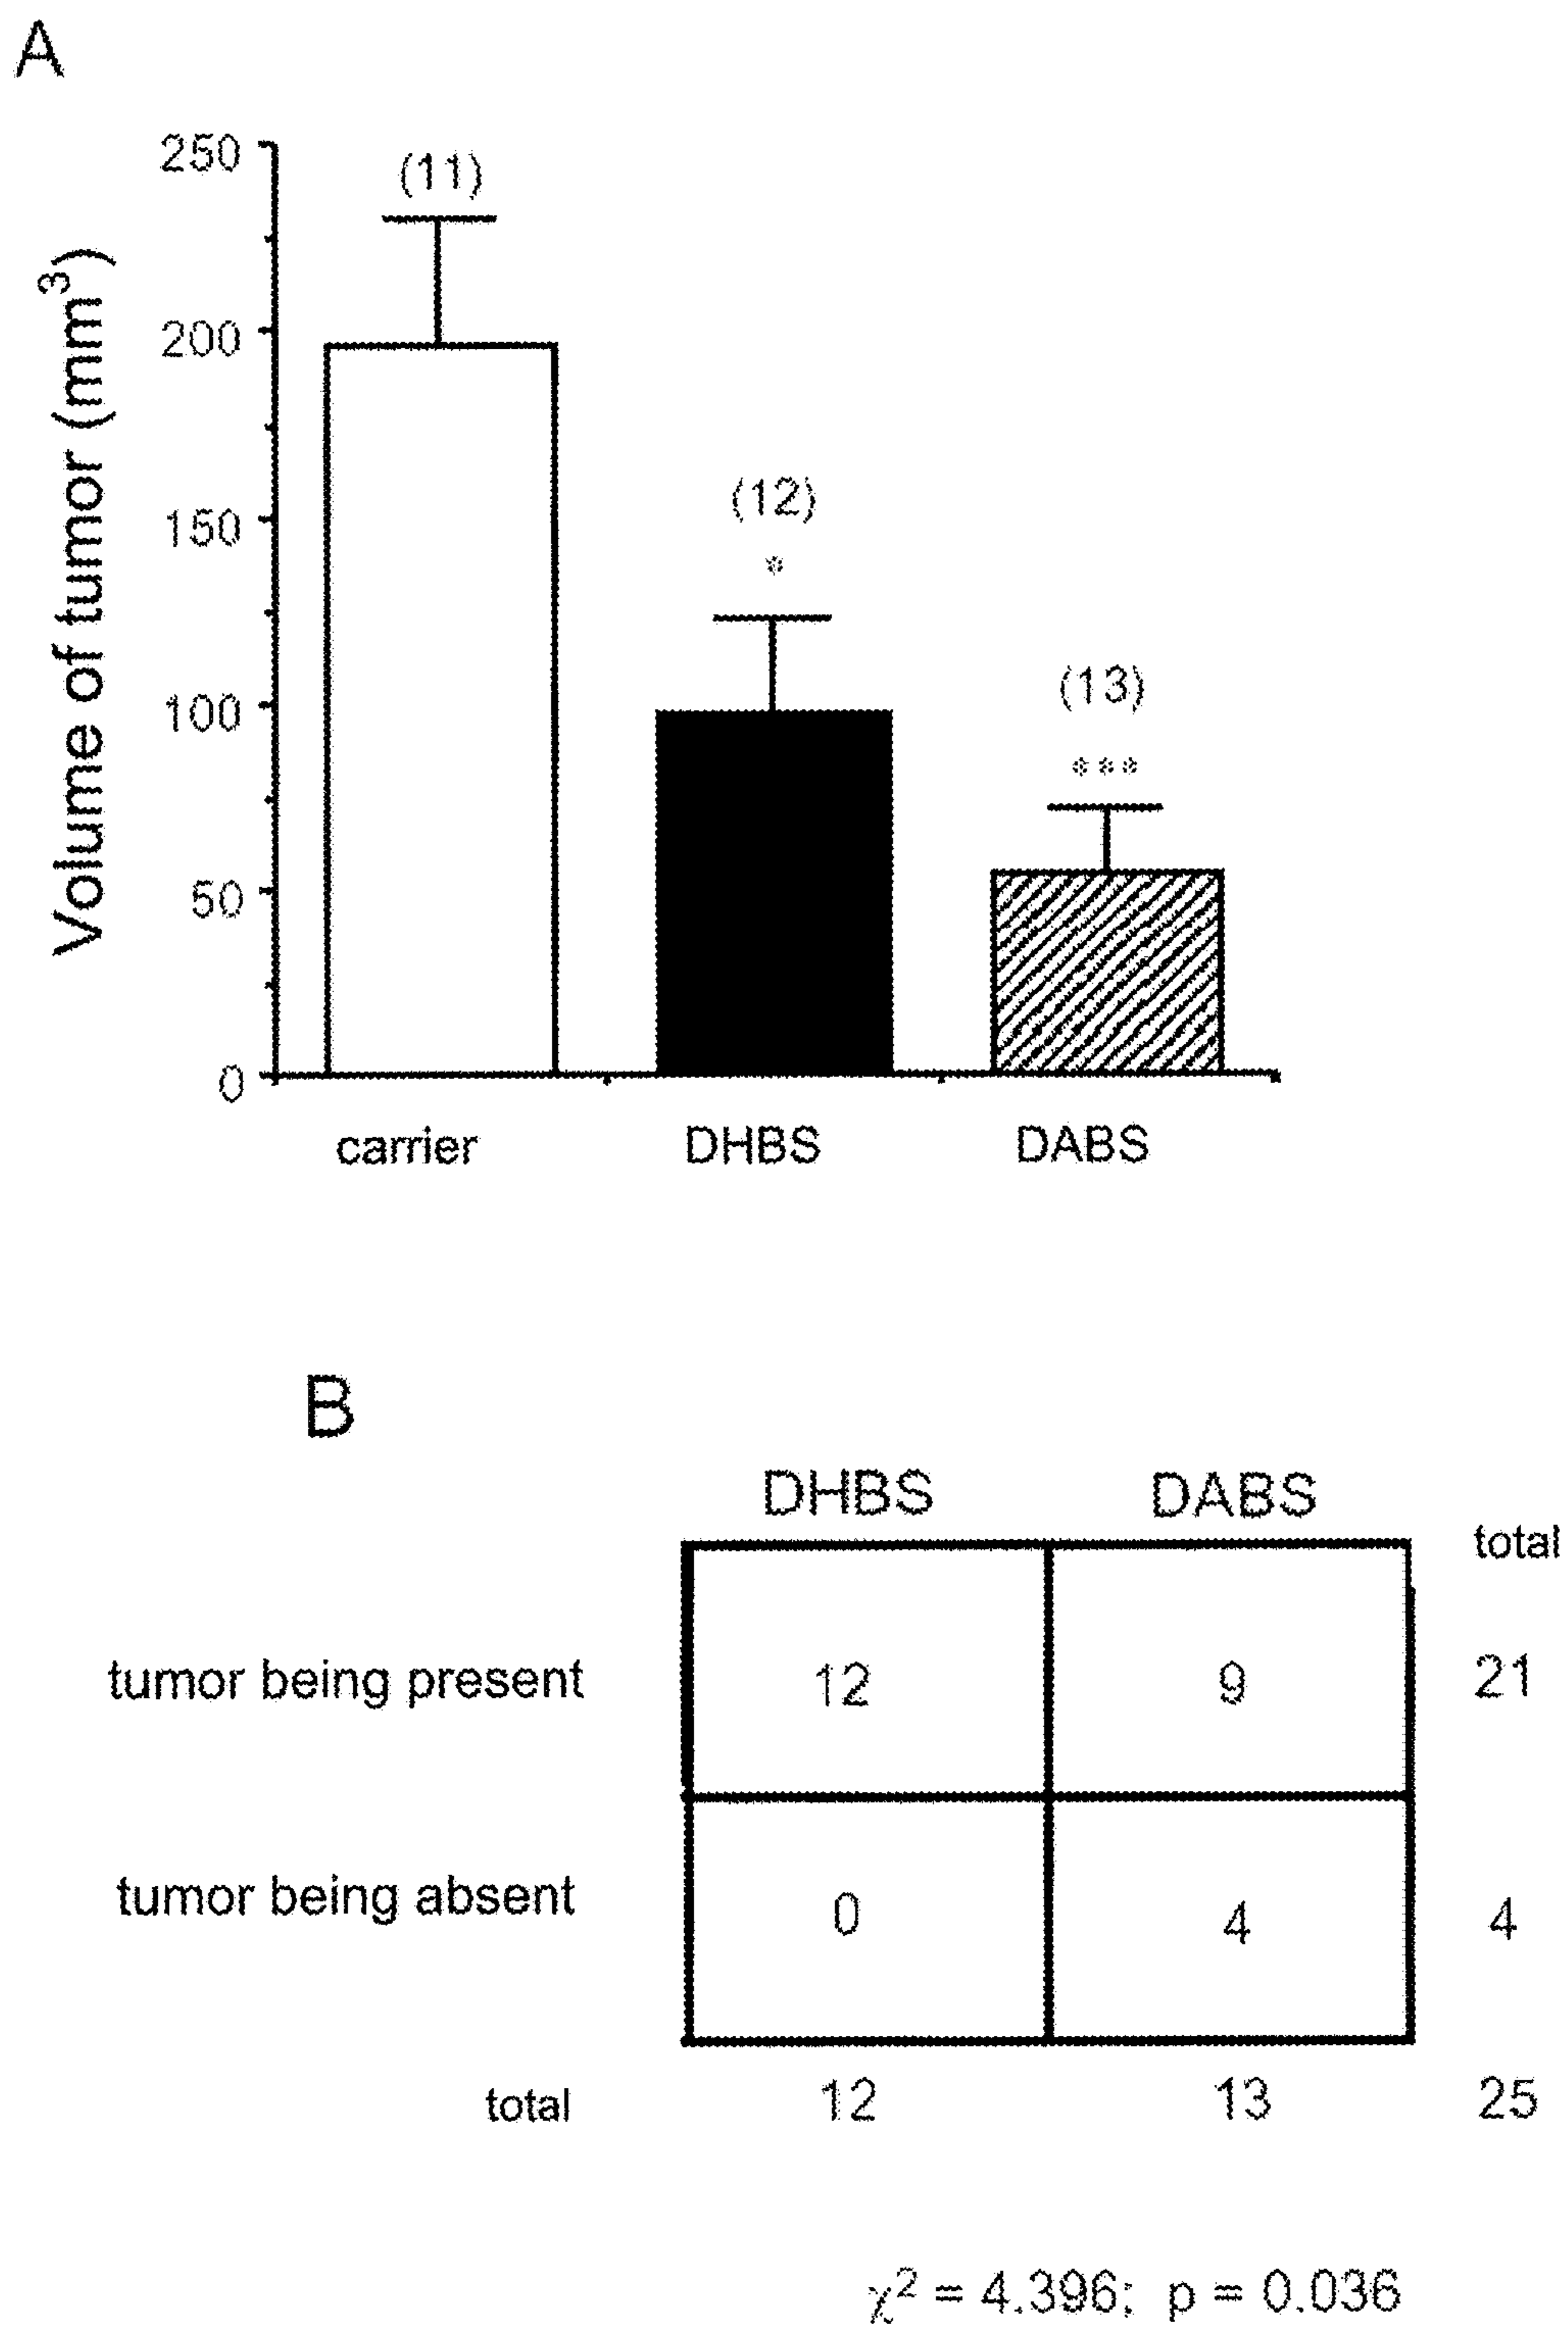 A
Volume of tumor (mm³)
250
200
150
100
50
0
(11)
(12)
*
(13)
***
carrier DHBS DABS
B
DHBS DABS
total
tumor being present 12 9 21
tumor being absent 0 4 4
total 12 13 25
χ² = 4.396; p = 0.036